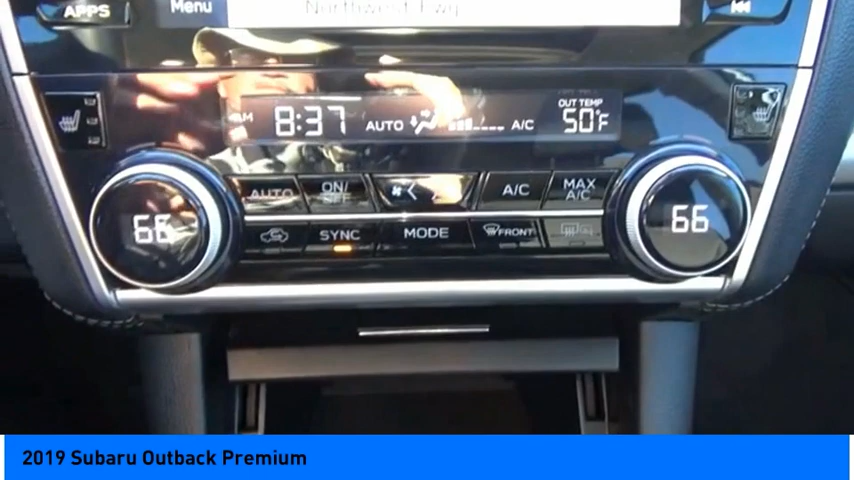 APPS Menu Northwest Fwy
AM 8:37 AUTO A/C OUT TEMP 50°F
AUTO ON/OFF A/C MAX A/C
66 66
SYNC MODE FRONT
2019 Subaru Outback Premium